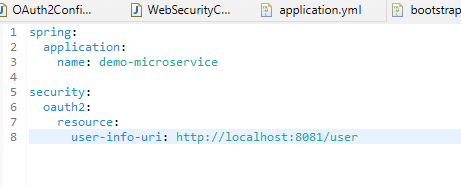 OAuth2Confi...
WebSecurityC...
application.yml
bootstrap
1 spring:
2 application:
3 name: demo-microservice
4
5 security:
6 oauth2:
7 resource:
8 user-info-uri: http://localhost:8081/user